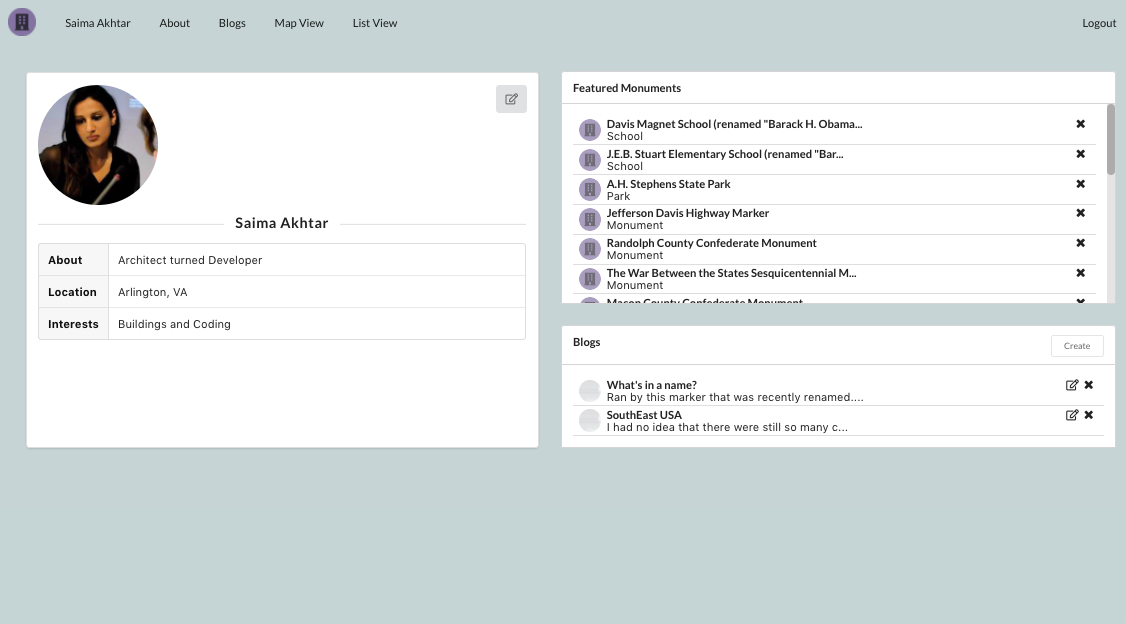 Saima Akhtar About Blogs Map View List View Logout
Saima Akhtar
About Architect turned Developer
Location Arlington, VA
Interests Buildings and Coding
Featured Monuments
Davis Magnet School (renamed "Barack H. Obama...
School
J.E.B. Stuart Elementary School (renamed "Bar...
School
A.H. Stephens State Park
Park
Jefferson Davis Highway Marker
Monument
Randolph County Confederate Monument
Monument
The War Between the States Sesquicentennial M...
Monument
Macon County Confederate Monument
Blogs Create
What's in a name?
Ran by this marker that was recently renamed....
SouthEast USA
I had no idea that there were still so many c...